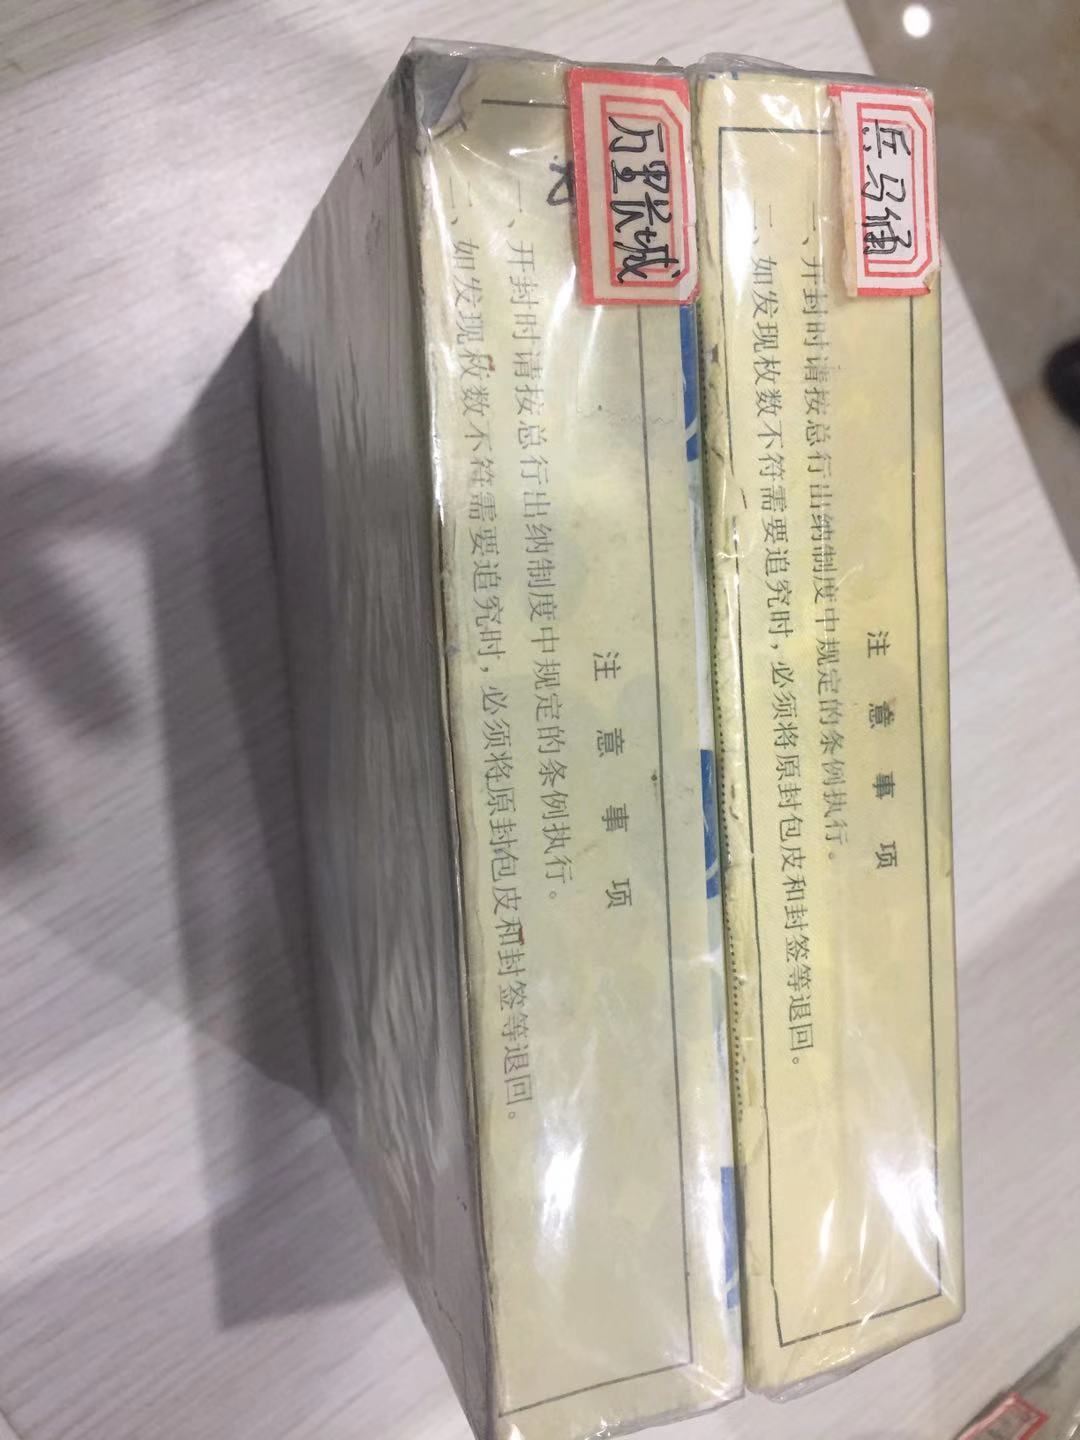 万里长城
注意事项
一、开封时请按总行出纳制度中规定的条例执行。
二、如发现枚数不符需要追究时，必须将原封包皮和封签等退回。
兵马俑
注意事项
一、开封时请按总行出纳制度中规定的条例执行。
二、如发现枚数不符需要追究时，必须将原封包皮和封签等退回。